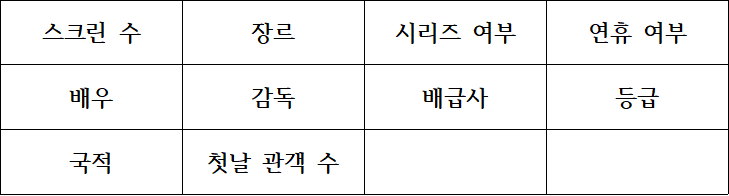 스크린 수 장르 시리즈 여부 연휴 여부
배우 감독 배급사 등급
국적 첫날 관객 수